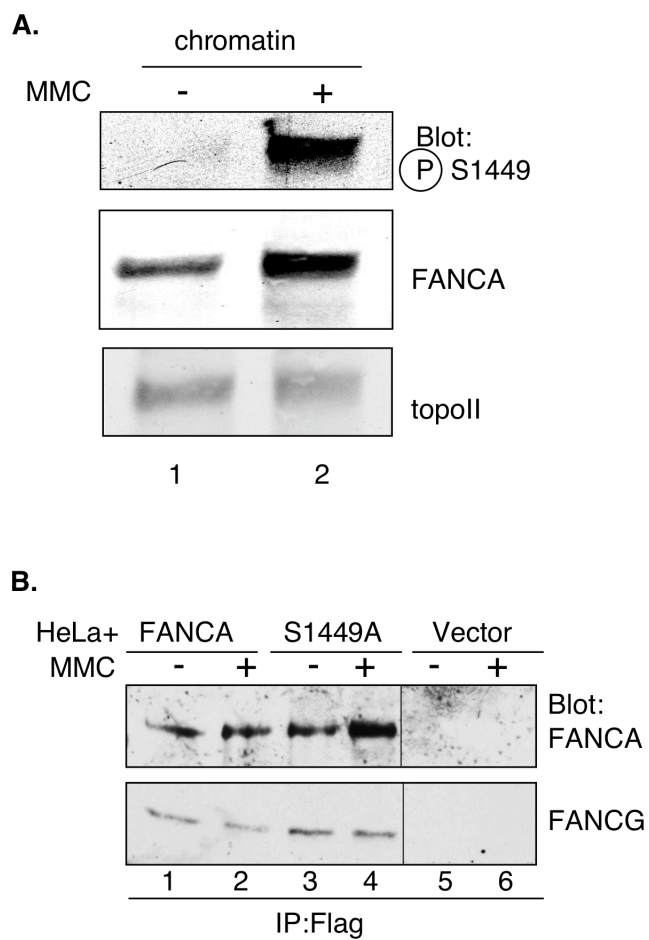 A.
chromatin
MMC - +
Blot:
P S1449
FANCA
topoII
1 2
B.
HeLa+ FANCA S1449A Vector
MMC - + - + - +
Blot:
FANCA
FANCG
1 2 3 4 5 6
IP:Flag